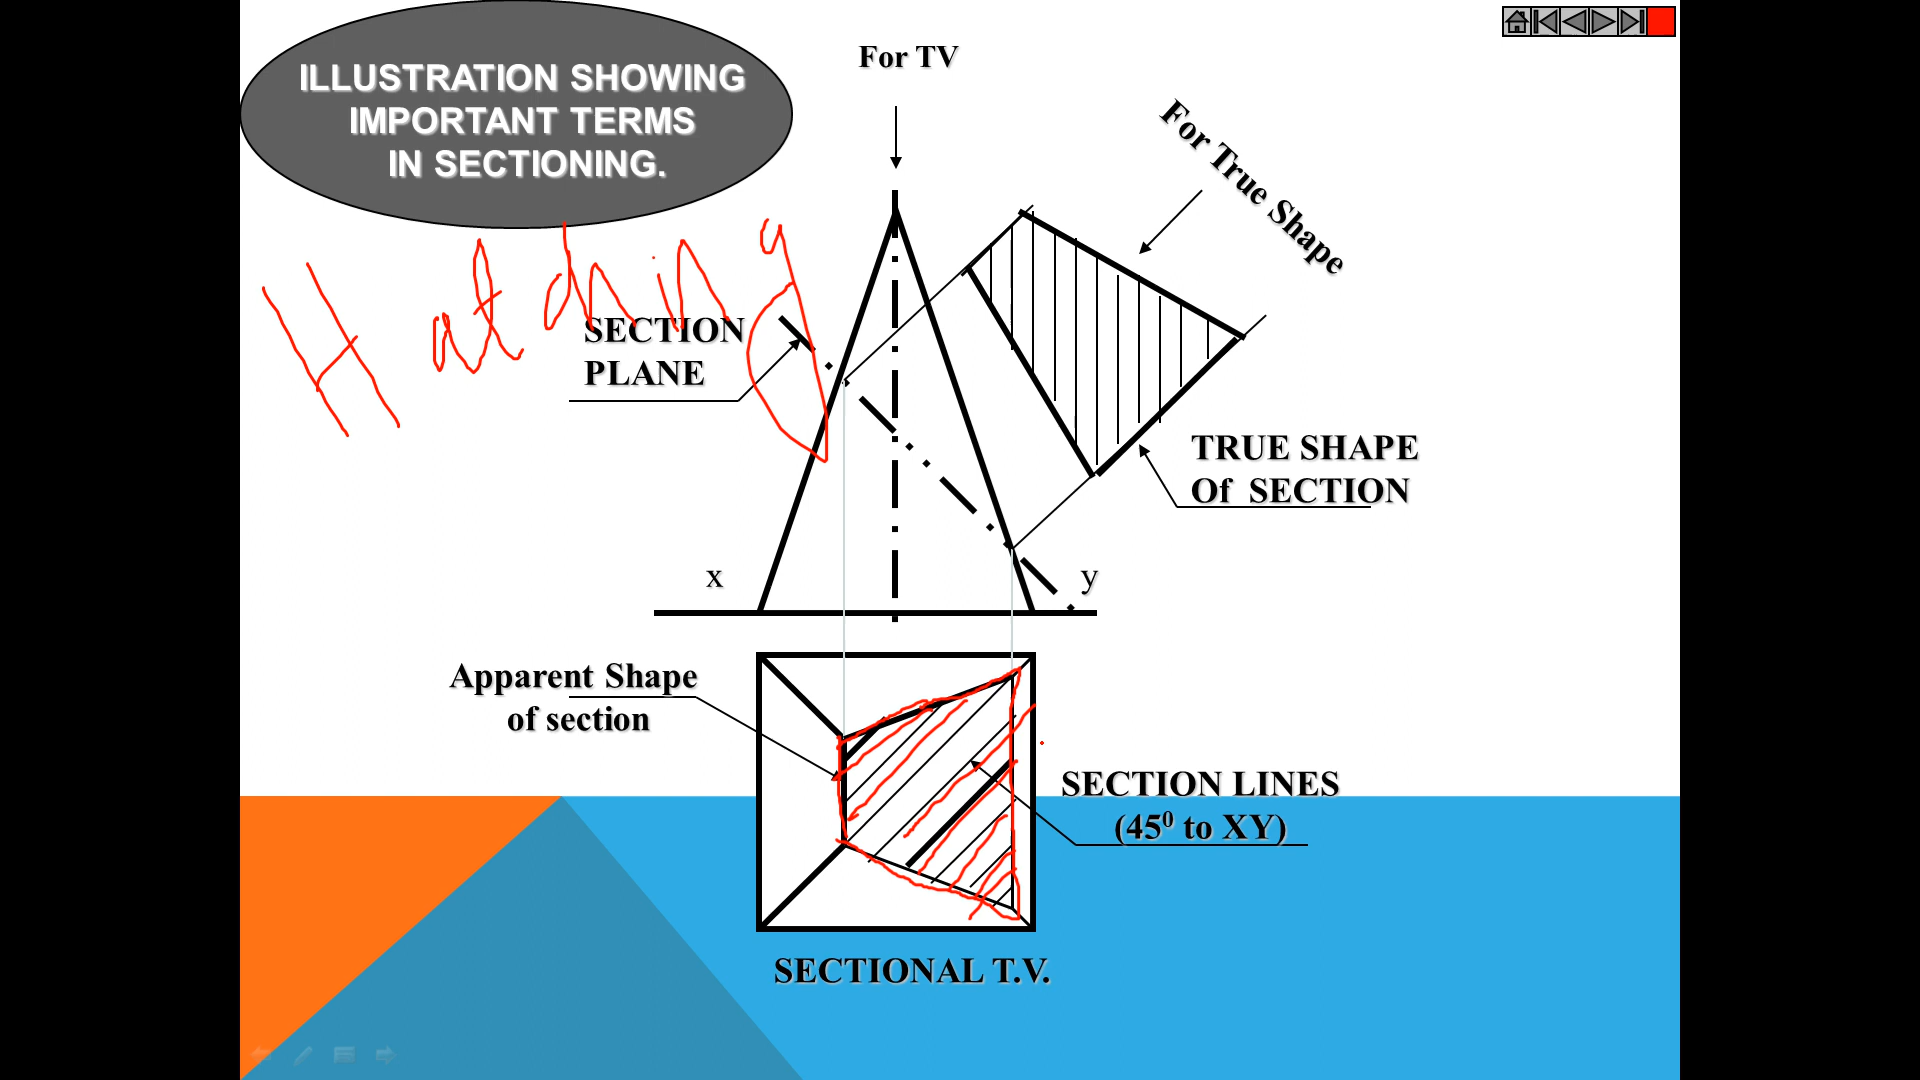 ILLUSTRATION SHOWING
IMPORTANT TERMS
IN SECTIONING.
For TV
For True Shape
Hatching
SECTION
PLANE
TRUE SHAPE
Of SECTION
x
y
Apparent Shape
of section
SECTION LINES
(45⁰ to XY)
SECTIONAL T.V.